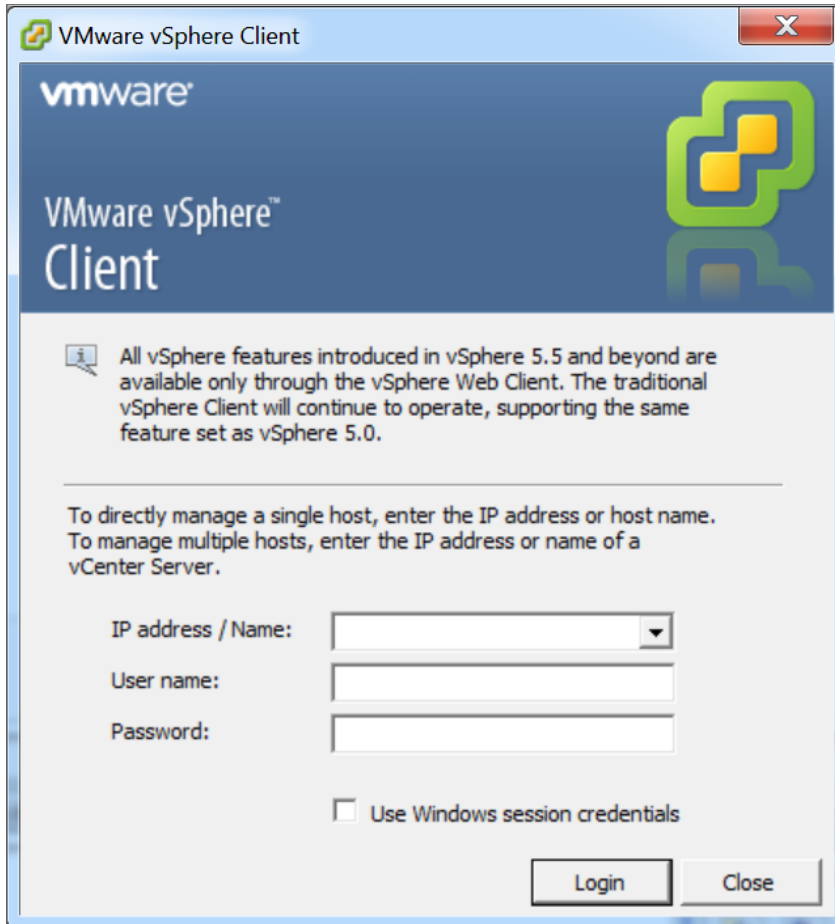 VMware vSphere Client
vmware®
VMware vSphere™
Client
All vSphere features introduced in vSphere 5.5 and beyond are
available only through the vSphere Web Client. The traditional
vSphere Client will continue to operate, supporting the same
feature set as vSphere 5.0.
To directly manage a single host, enter the IP address or host name.
To manage multiple hosts, enter the IP address or name of a
vCenter Server.
IP address / Name:
User name:
Password:
Use Windows session credentials
Login Close